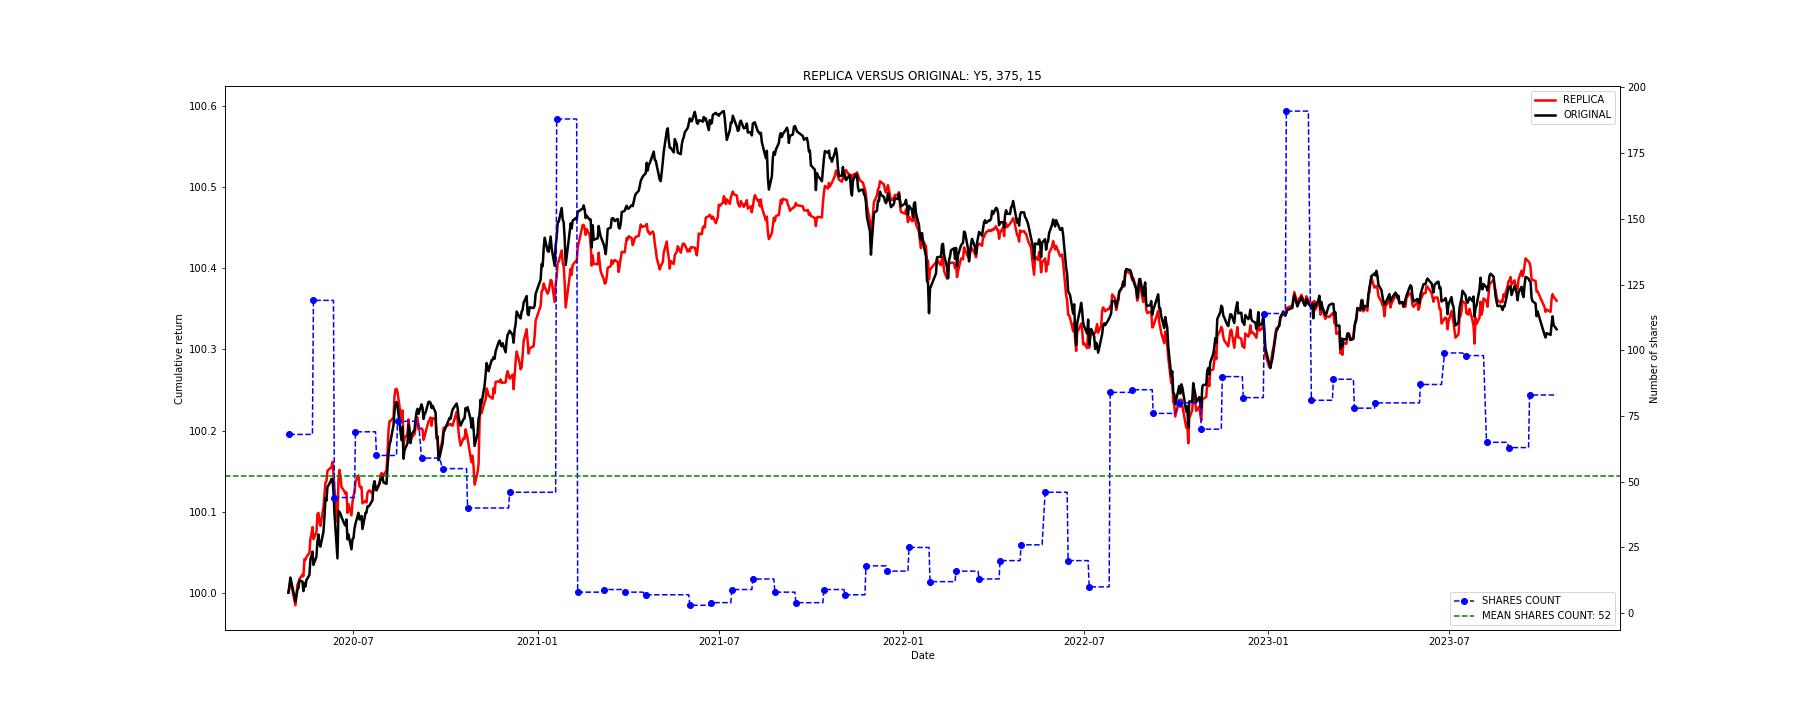 REPLICA VERSUS ORIGINAL: Y5, 375, 15
100.6
100.5
100.4
100.3
100.2
100.1
100.0
Cumulative return
200
175
150
125
100
75
50
25
0
Number of shares
REPLICA
ORIGINAL
SHARES COUNT
MEAN SHARES COUNT: 52
2020-07
2021-01
2021-07
2022-01
2022-07
2023-01
2023-07
Date